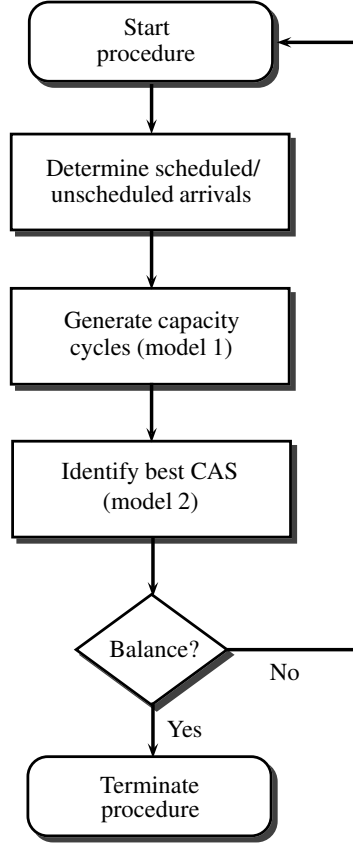 Start
procedure
Determine scheduled/
unscheduled arrivals
Generate capacity
cycles (model 1)
Identify best CAS
(model 2)
Balance?
No
Yes
Terminate
procedure